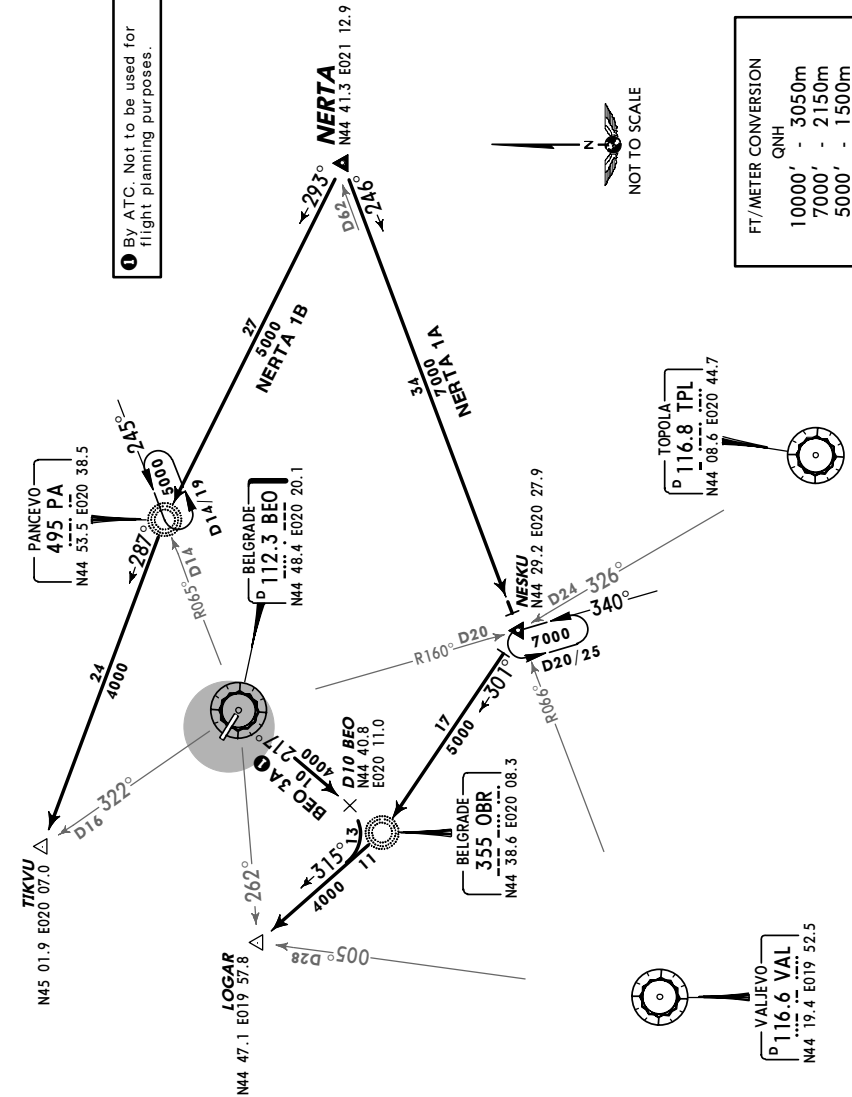 ❶ By ATC. Not to be used for
flight planning purposes.
NERTA
N44 41.3 E021 12.9
293°
D62
246°
27
5000
NERTA 1B
34
7000
NERTA 1A
NOT TO SCALE
N
FT/METER CONVERSION
QNH
10000' - 3050m
7000' - 2150m
5000' - 1500m
PANCEVO
495 PA
N44 53.5 E020 38.5
245°
5000
D14/19
287°
R065° D14
24
4000
BELGRADE
D 112.3 BEO
N44 48.4 E020 20.1
TOPOLA
D 116.8 TPL
N44 08.6 E020 44.7
NESKU
N44 29.2 E020 27.9
D24 326°
340°
7000
D20/25
R160° D20
R066°
301°
17
5000
217°
BEO 3A ❶
10
4000
D10 BEO
N44 40.8
E020 11.0
BELGRADE
355 OBR
N44 38.6 E020 08.3
13
315°
11
4000
D16 322°
TIKVU
N45 01.9 E020 07.0
262°
LOGAR
N44 47.1 E019 57.8
005° D28
VALJEVO
D 116.6 VAL
N44 19.4 E019 52.5